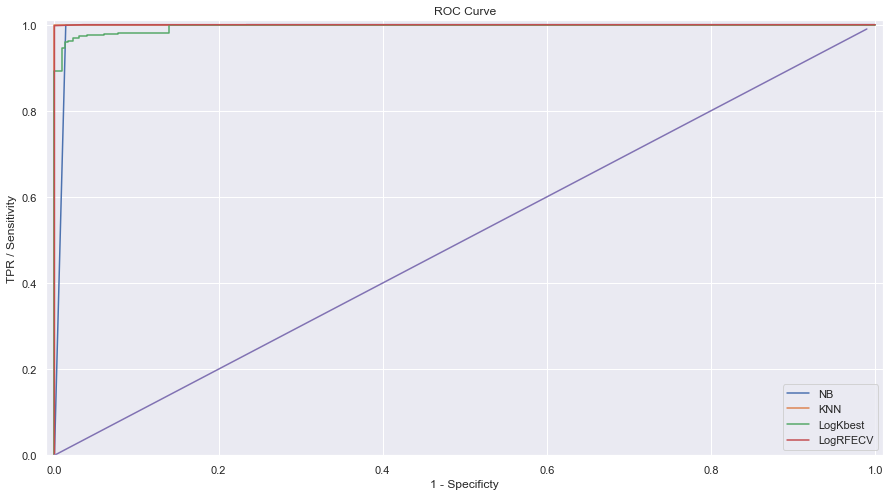 ROC Curve
1.0
0.8
0.6
0.4
0.2
0.0
TPR / Sensitivity
0.0 0.2 0.4 0.6 0.8 1.0
1 - Specificty
NB
KNN
LogKbest
LogRFECV